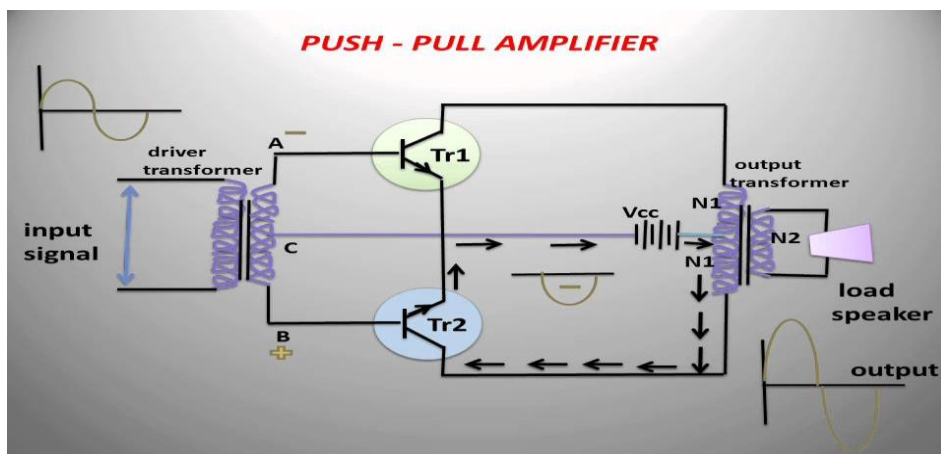 PUSH - PULL AMPLIFIER
driver
transformer
A
Tr1
output
transformer
input
signal
C
Vcc
N1
N2
N1
B
Tr2
load
speaker
output